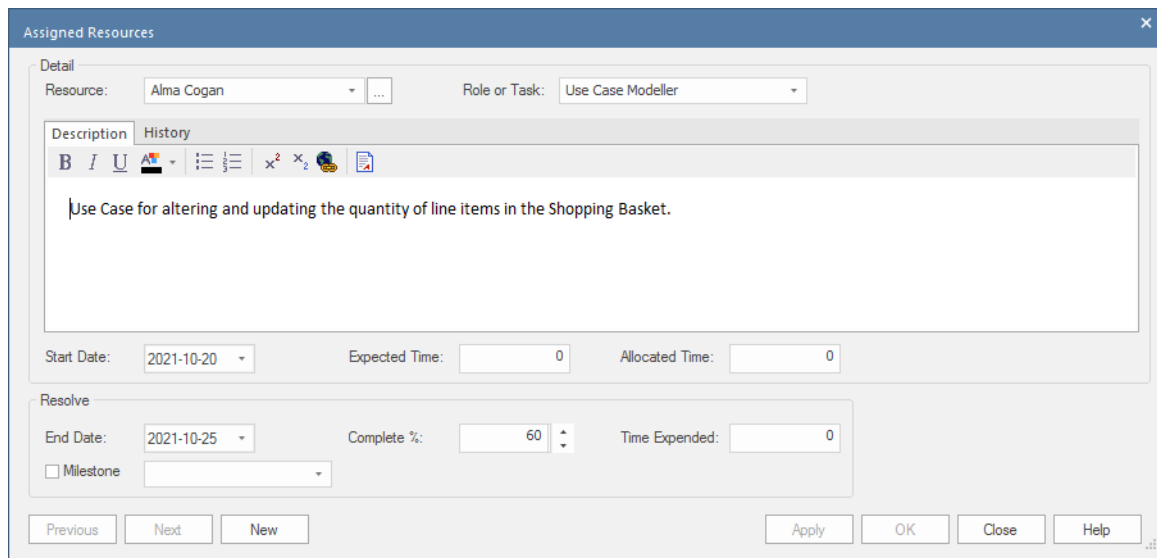 Assigned Resources
Detail
Resource: Alma Cogan ... Role or Task: Use Case Modeller
Description History
B I U x² x₂
Use Case for altering and updating the quantity of line items in the Shopping Basket.
Start Date: 2021-10-20 Expected Time: 0 Allocated Time: 0
Resolve
End Date: 2021-10-25 Complete %: 60 Time Expended: 0
Milestone
Previous Next New Apply OK Close Help